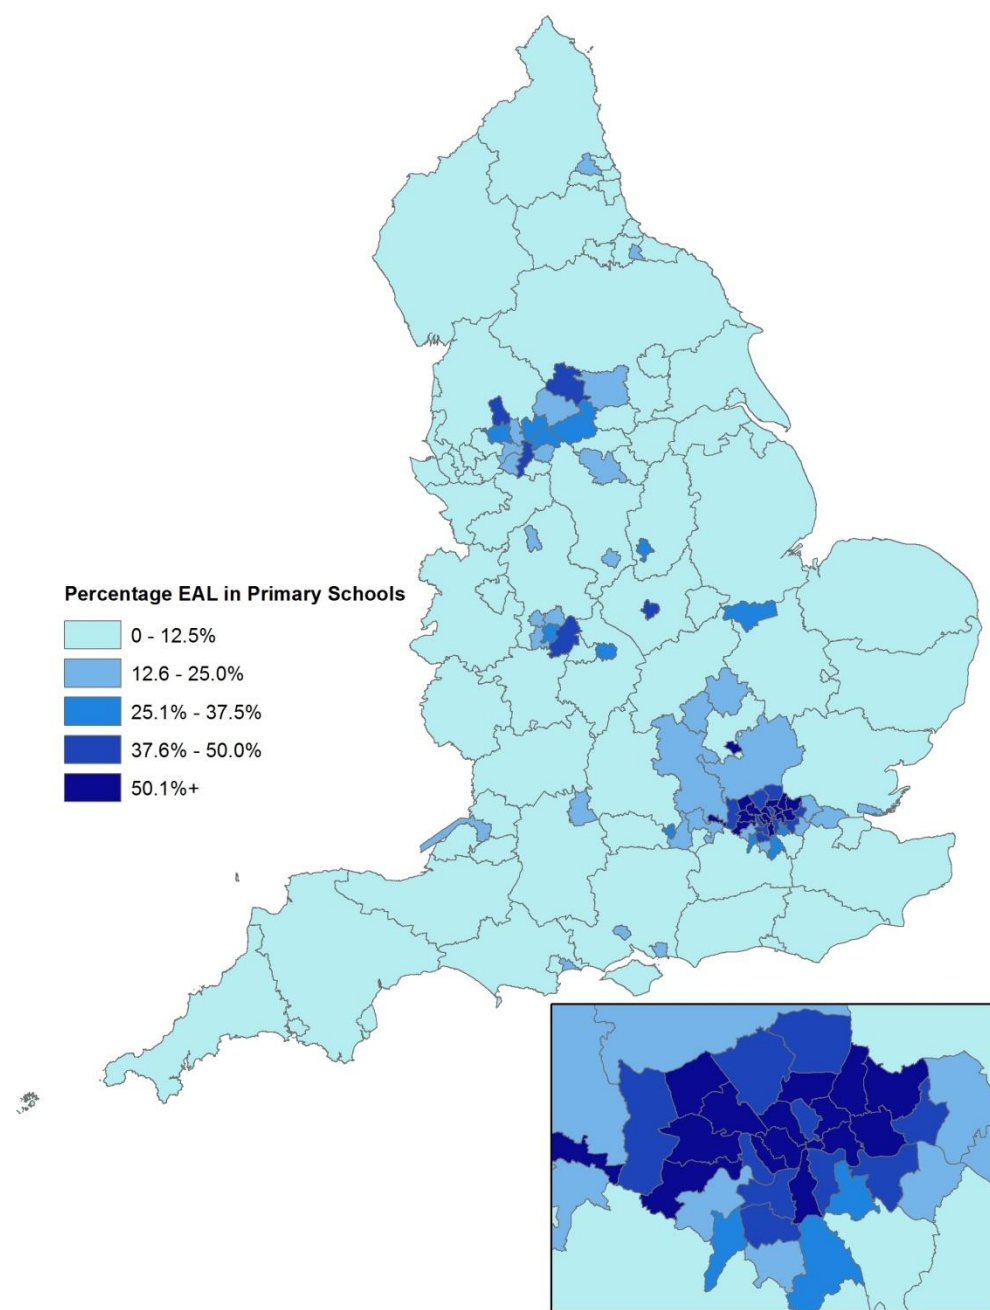 Percentage EAL in Primary Schools
0 - 12.5%
12.6 - 25.0%
25.1% - 37.5%
37.6% - 50.0%
50.1%+